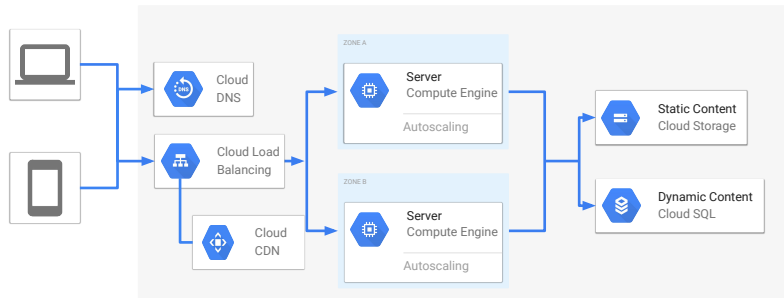 ZONE A
Server
Compute Engine
Autoscaling
Cloud
DNS
DNS
Cloud Load
Balancing
Static Content
Cloud Storage
ZONE B
Server
Compute Engine
Autoscaling
Dynamic Content
Cloud SQL
Cloud
CDN